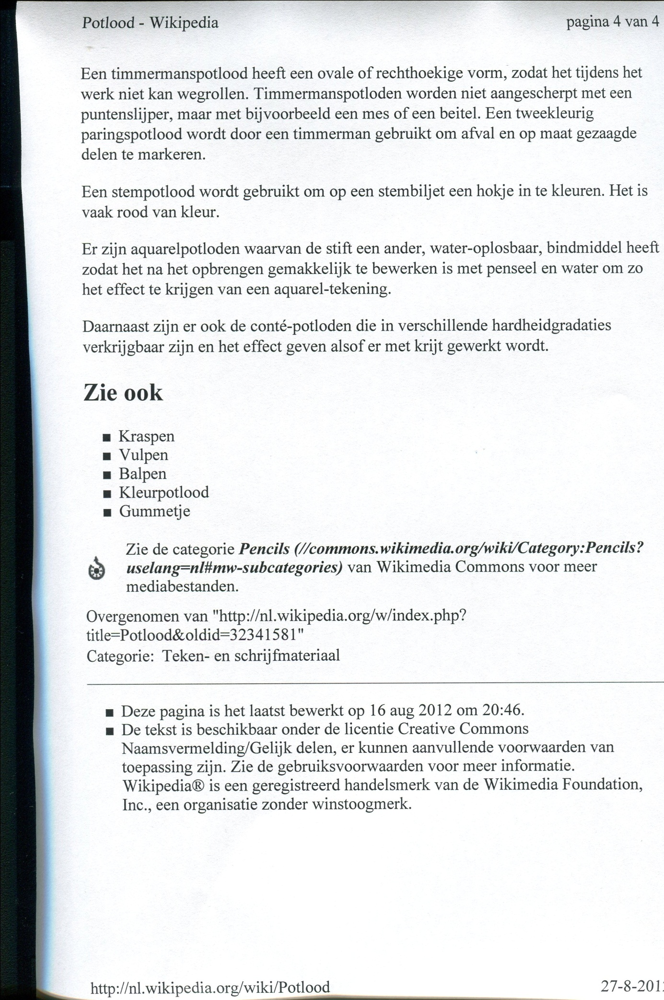 Potlood - Wikipedia pagina 4 van 4
Een timmermanspotlood heeft een ovale of rechthoekige vorm, zodat het tijdens het
werk niet kan wegrollen. Timmermanspotloden worden niet aangescherpt met een
puntenslijper, maar met bijvoorbeeld een mes of een beitel. Een tweekleurig
paringspotlood wordt door een timmerman gebruikt om afval en op maat gezaagde
delen te markeren.
Een stempotlood wordt gebruikt om op een stembiljet een hokje in te kleuren. Het is
vaak rood van kleur.
Er zijn aquarelpotloden waarvan de stift een ander, water-oplosbaar, bindmiddel heeft
zodat het na het opbrengen gemakkelijk te bewerken is met penseel en water om zo
het effect te krijgen van een aquarel-tekening.
Daarnaast zijn er ook de conté-potloden die in verschillende hardheidgradaties
verkrijgbaar zijn en het effect geven alsof er met krijt gewerkt wordt.
Zie ook
Kraspen
Vulpen
Balpen
Kleurpotlood
Gummetje
Zie de categorie Pencils (//commons.wikimedia.org/wiki/Category:Pencils?
uselang=nl#mw-subcategories) van Wikimedia Commons voor meer
mediabestanden.
Overgenomen van "http://nl.wikipedia.org/w/index.php?
title=Potlood&oldid=32341581"
Categorie: Teken- en schrijfmateriaal
Deze pagina is het laatst bewerkt op 16 aug 2012 om 20:46.
De tekst is beschikbaar onder de licentie Creative Commons
Naamsvermelding/Gelijk delen, er kunnen aanvullende voorwaarden van
toepassing zijn. Zie de gebruiksvoorwaarden voor meer informatie.
Wikipedia® is een geregistreerd handelsmerk van de Wikimedia Foundation,
Inc., een organisatie zonder winstoogmerk.
http://nl.wikipedia.org/wiki/Potlood 27-8-2012